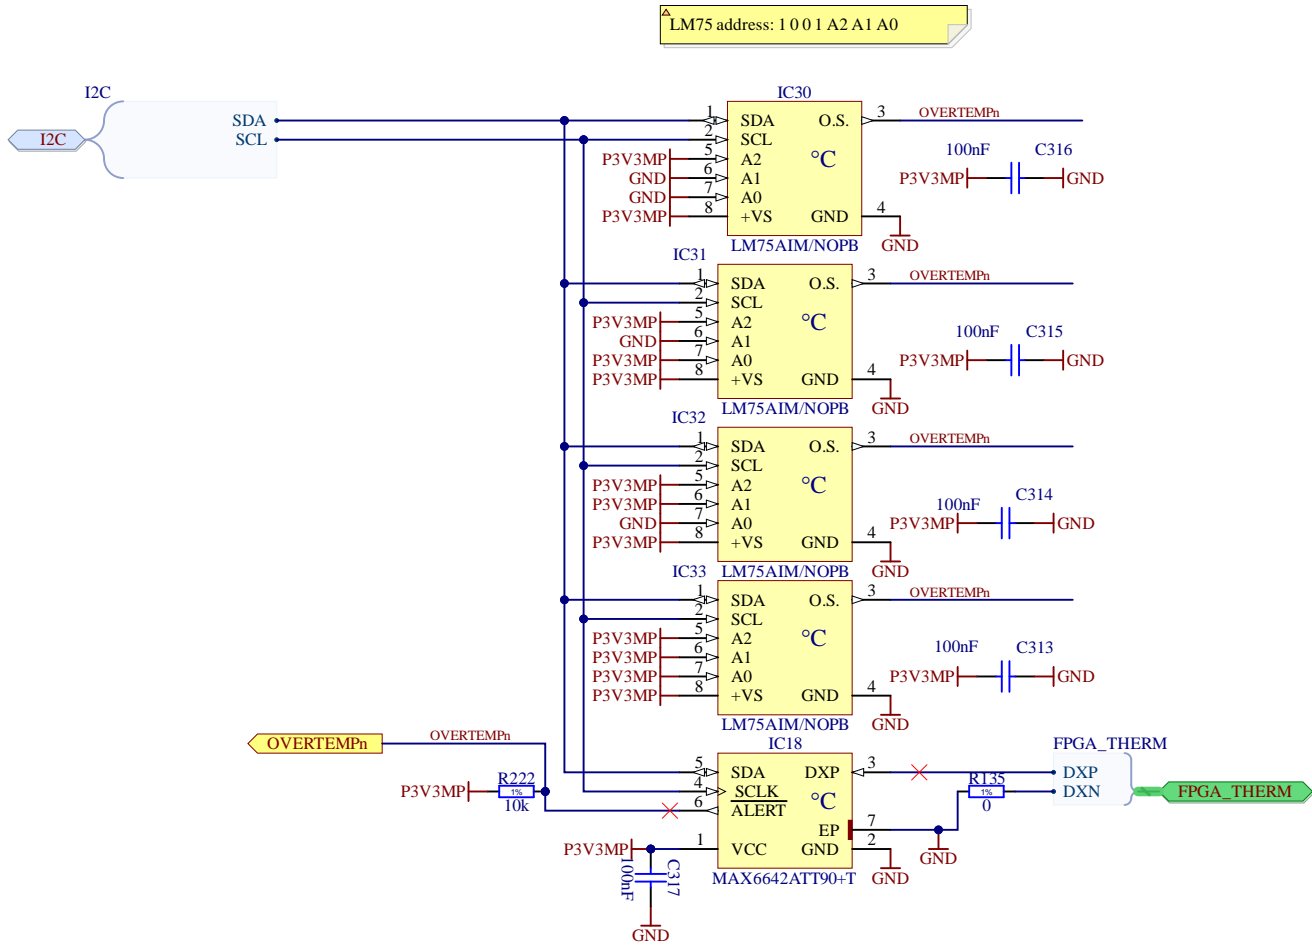 LM75 address: 1 0 0 1 A2 A1 A0
I2C
I2C
SDA
SCL
IC30
1 SDA O.S. 3 OVERTEMPn
2 SCL
P3V3MP 5 A2 °C
GND 6 A1
GND 7 A0
P3V3MP 8 +VS GND 4
GND
LM75AIM/NOPB
100nF C316
P3V3MP GND
IC31
1 SDA O.S. 3 OVERTEMPn
2 SCL
P3V3MP 5 A2 °C
GND 6 A1
P3V3MP 7 A0
P3V3MP 8 +VS GND 4
GND
LM75AIM/NOPB
100nF C315
P3V3MP GND
IC32
1 SDA O.S. 3 OVERTEMPn
2 SCL
P3V3MP 5 A2 °C
P3V3MP 6 A1
GND 7 A0
P3V3MP 8 +VS GND 4
GND
LM75AIM/NOPB
100nF C314
P3V3MP GND
IC33
1 SDA O.S. 3 OVERTEMPn
2 SCL
P3V3MP 5 A2 °C
P3V3MP 6 A1
P3V3MP 7 A0
P3V3MP 8 +VS GND 4
GND
LM75AIM/NOPB
100nF C313
P3V3MP GND
OVERTEMPn OVERTEMPn
P3V3MP R222 1% 10k
IC18
5 SDA DXP 3
4 SCLK °C
6 ALERT
EP 7
1 VCC GND 2
GND
GND
MAX6642ATT90+T
P3V3MP
C317
100nF
GND
R135
1%
0
FPGA_THERM
DXP
DXN
FPGA_THERM